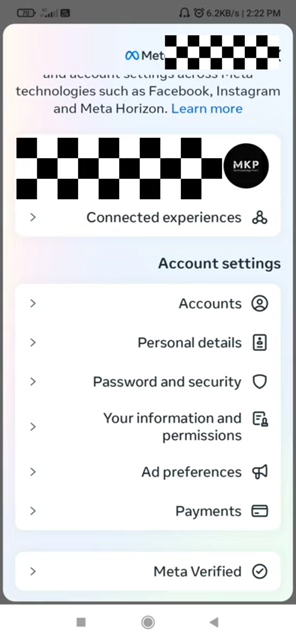 6.2KB/s | 2:22 PM
Meta
and account settings across Meta
technologies such as Facebook, Instagram
and Meta Horizon. Learn more
MKP
Connected experiences
Account settings
Accounts
Personal details
Password and security
Your information and
permissions
Ad preferences
Payments
Meta Verified